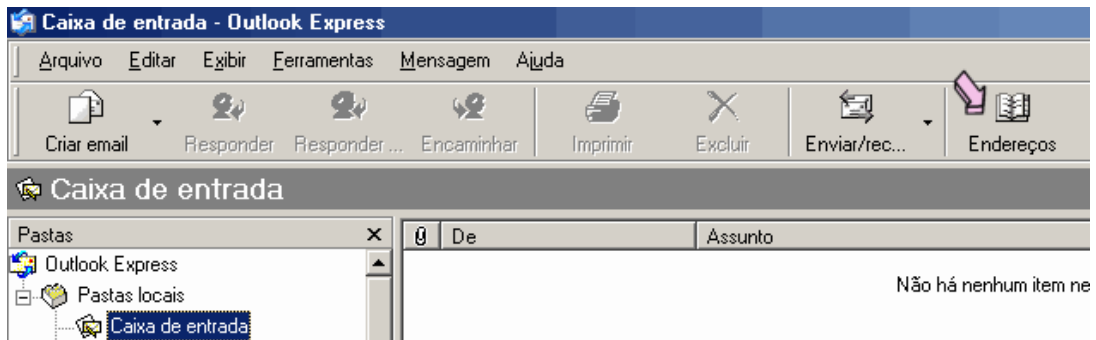 Caixa de entrada - Outlook Express
Arquivo Editar Exibir Ferramentas Mensagem Ajuda
Criar email Responder Responder ... Encaminhar Imprimir Excluir Enviar/rec... Endereços
Caixa de entrada
Pastas De Assunto
Outlook Express
Não há nenhum item ne
Pastas locais
Caixa de entrada